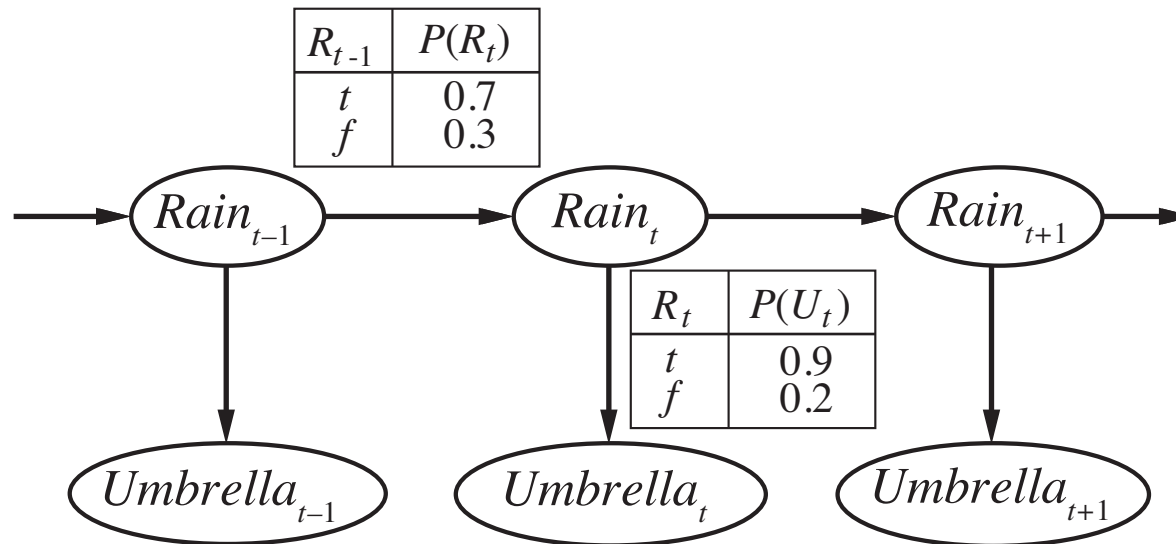 R_{t-1} P(R_t)
t 0.7
f 0.3
Rain_{t–1} Rain_t Rain_{t+1}
R_t P(U_t)
t 0.9
f 0.2
Umbrella_{t–1} Umbrella_t Umbrella_{t+1}